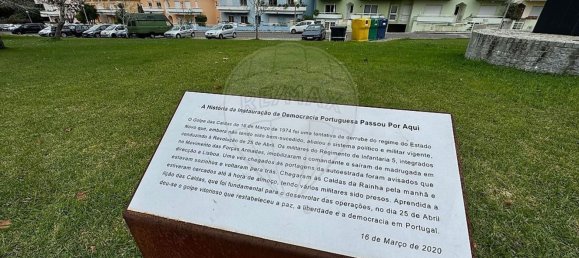 A História da Instauração da Democracia Portuguesa Passou Por Aqui
O Golpe das Caldas de 16 de Março de 1974 foi uma tentativa de derrube do regime do Estado
Novo que, embora não tendo sido bem-sucedido, abalou o sistema político e militar vigente,
conduzindo à Revolução de 25 de Abril. Os militares do Regimento de Infantaria 5, integrados
no Movimento das Forças Armadas, imobilizaram o comandante e saíram de madrugada em
direcção a Lisboa. Uma vez chegados às portagens da autoestrada foram avisados que
estavam sozinhos e voltaram para trás. Chegaram às Caldas da Rainha pela manhã e
estiveram cercados até à hora de almoço, tendo vários militares sido presos. Aprendida a
lição das Caldas, que foi fundamental para o desenrolar das operações, no dia 25 de Abril
deu-se o golpe vitorioso que restabeleceu a paz, a liberdade e a democracia em Portugal.
16 de Março de 2020
RE/MAX